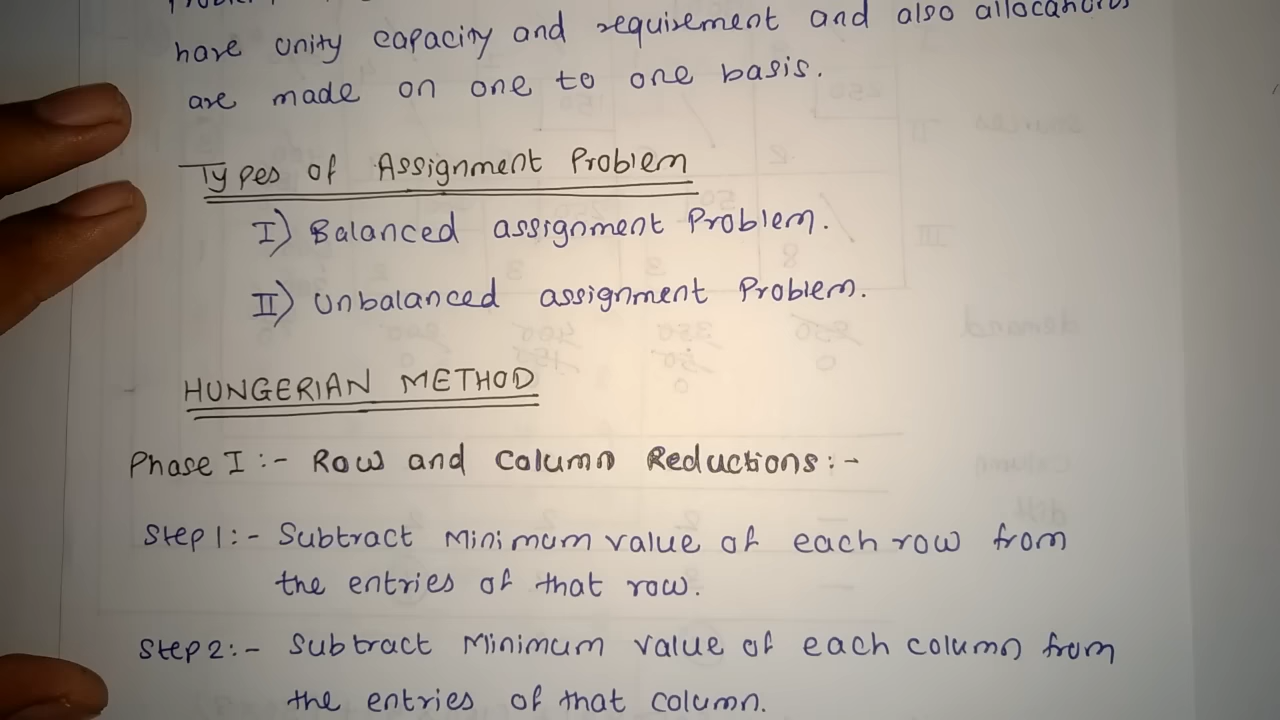 have unity capacity and requirement and also allocations
are made on one to one basis.
Types of Assignment Problem
I) Balanced assignment Problem.
II) Unbalanced assignment Problem.
HUNGERIAN METHOD
Phase I :- Row and Column Reductions :-
Step 1 :- Subtract Minimum value of each row from
the entries of that row.
Step 2 :- Subtract Minimum value of each column from
the entries of that column.